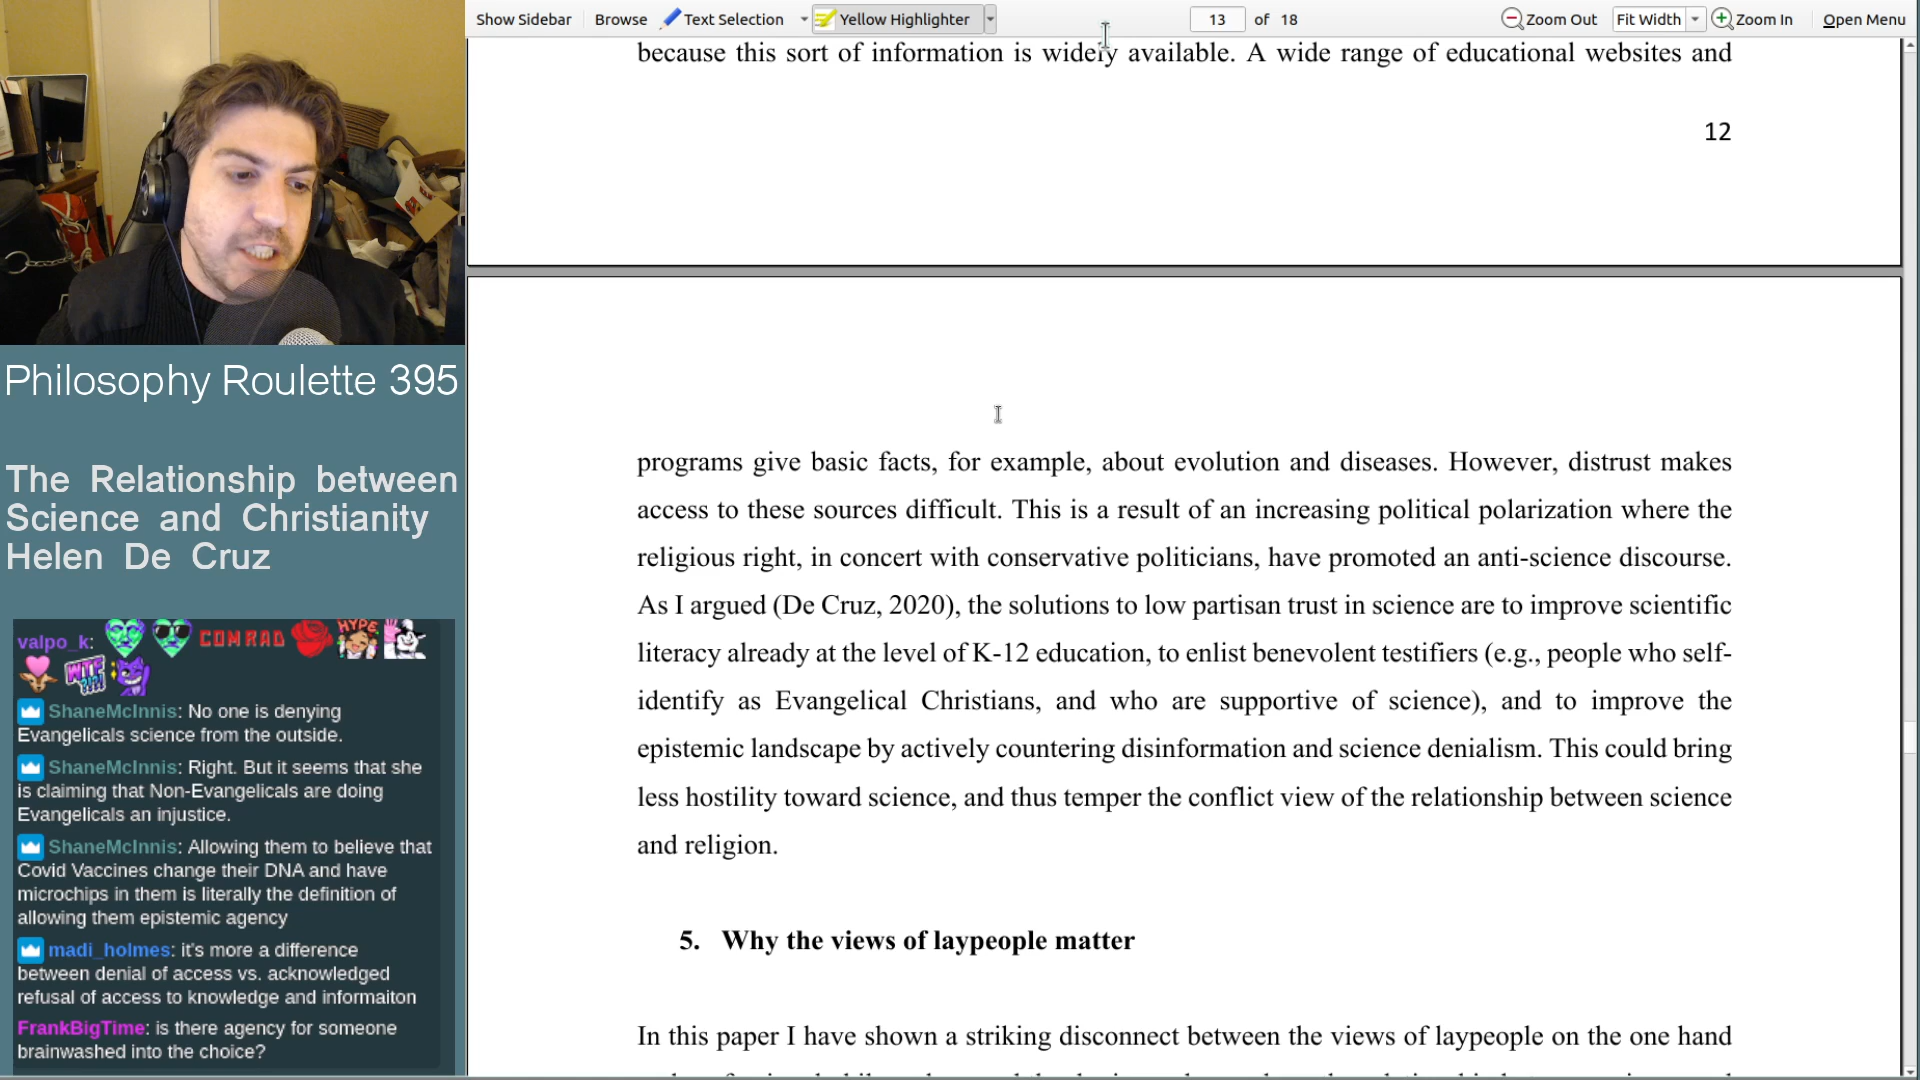 Show Sidebar Browse Text Selection Yellow Highlighter 13 of 18 Zoom Out Fit Width Zoom In Open Menu
because this sort of information is widely available. A wide range of educational websites and
12
programs give basic facts, for example, about evolution and diseases. However, distrust makes
access to these sources difficult. This is a result of an increasing political polarization where the
religious right, in concert with conservative politicians, have promoted an anti-science discourse.
As I argued (De Cruz, 2020), the solutions to low partisan trust in science are to improve scientific
literacy already at the level of K-12 education, to enlist benevolent testifiers (e.g., people who self-
identify as Evangelical Christians, and who are supportive of science), and to improve the
epistemic landscape by actively countering disinformation and science denialism. This could bring
less hostility toward science, and thus temper the conflict view of the relationship between science
and religion.
5. Why the views of laypeople matter
In this paper I have shown a striking disconnect between the views of laypeople on the one hand
Philosophy Roulette 395
The Relationship between
Science and Christianity
Helen De Cruz
valpo_k: COMRAD HYPE
WTF
ShaneMcInnis: No one is denying
Evangelicals science from the outside.
ShaneMcInnis: Right. But it seems that she
is claiming that Non-Evangelicals are doing
Evangelicals an injustice.
ShaneMcInnis: Allowing them to believe that
Covid Vaccines change their DNA and have
microchips in them is literally the definition of
allowing them epistemic agency
madi_holmes: it's more a difference
between denial of access vs. acknowledged
refusal of access to knowledge and informaiton
FrankBigTime: is there agency for someone
brainwashed into the choice?